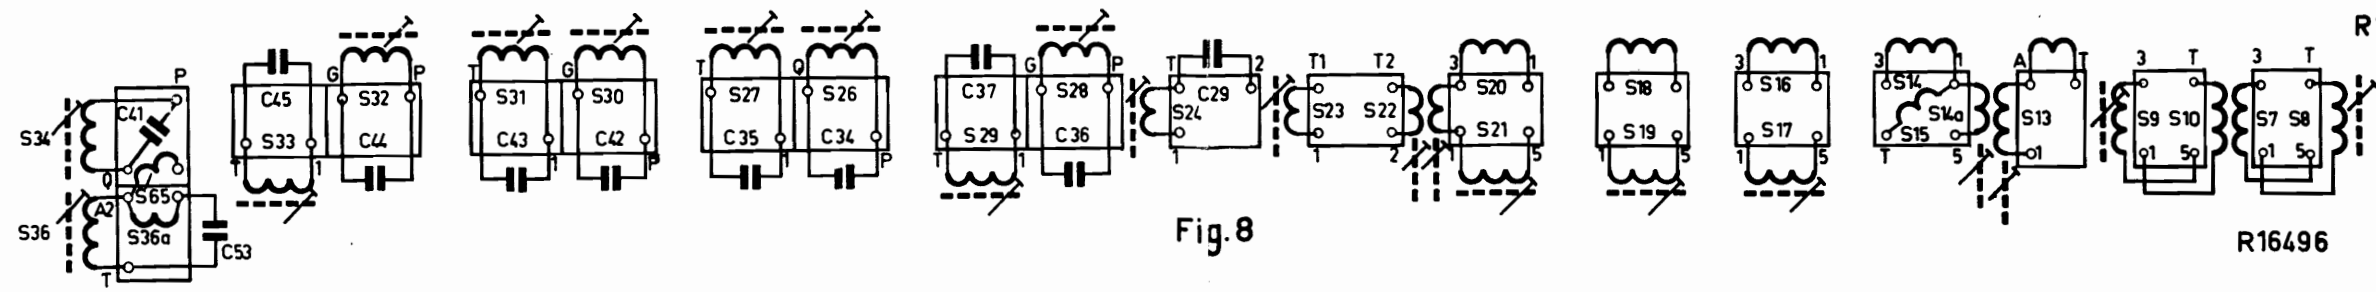 P
C41
S34
Q
A2 S65
S36
S36a
C53
T
C45
S33
T 1
G P
S32
C44
T
S31
C43
1
G
S30
C42
P
T
S27
C35
1
Q
S26
C34
P
C37
S29
T 1
G P
S28
C36
T 2
C29
S24
1
T1 T2
S23 S22
1 2
3 1
S20
S21
1 5
S18
S19
1 5
3 1
S16
S17
1 5
3 1
S14
S14a
S15
T 5
A T
S13
1
3 T
S9 S10
1 5
3 T
S7 S8
1 5
R
Fig. 8
R16496